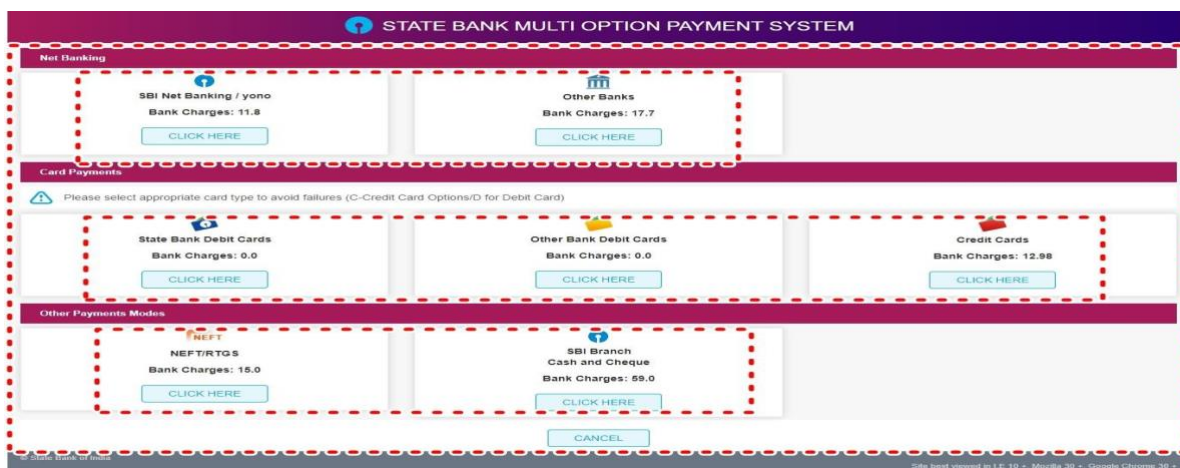 STATE BANK MULTI OPTION PAYMENT SYSTEM
Net Banking
SBI Net Banking / yono
Bank Charges: 11.8
CLICK HERE
Other Banks
Bank Charges: 17.7
CLICK HERE
Card Payments
Please select appropriate card type to avoid failures (C-Credit Card Options/D for Debit Card)
State Bank Debit Cards
Bank Charges: 0.0
CLICK HERE
Other Bank Debit Cards
Bank Charges: 0.0
CLICK HERE
Credit Cards
Bank Charges: 12.98
CLICK HERE
Other Payments Modes
NEFT
NEFT/RTGS
Bank Charges: 15.0
CLICK HERE
SBI Branch
Cash and Cheque
Bank Charges: 59.0
CLICK HERE
CANCEL
© State Bank of India
Site best viewed in I.E 10 + Mozilla 30 + Google Chrome 36 +